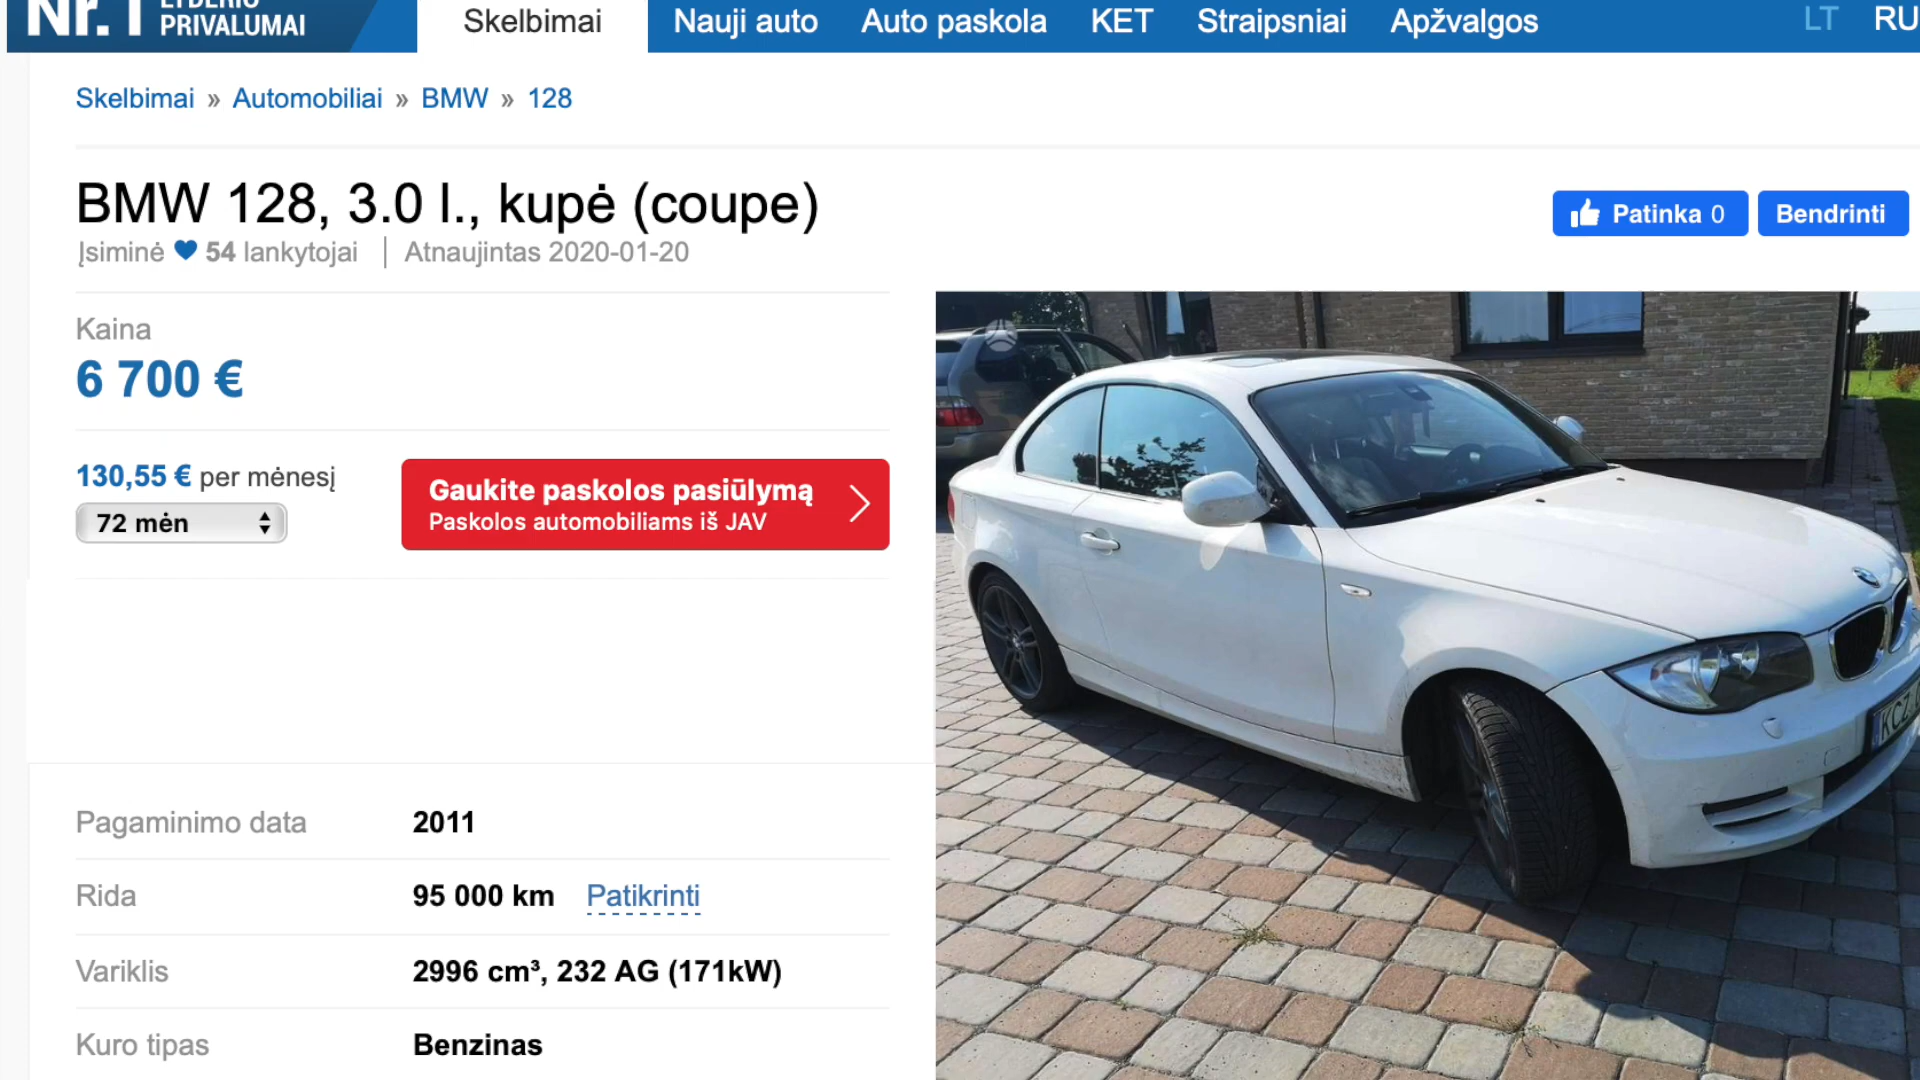 Nr. 1 LYDERIO
PRIVALUMAI
Skelbimai
Nauji auto
Auto paskola
KET
Straipsniai
Apžvalgos
LT
RU
Skelbimai » Automobiliai » BMW » 128
BMW 128, 3.0 l., kupė (coupe)
Įsiminė 54 lankytojai | Atnaujintas 2020-01-20
Patinka 0
Bendrinti
Kaina
6 700 €
130,55 € per mėnesį
72 mėn
Gaukite paskolos pasiūlymą
Paskolos automobiliams iš JAV
Pagaminimo data 2011
Rida 95 000 km Patikrinti
Variklis 2996 cm³, 232 AG (171kW)
Kuro tipas Benzinas
KCZ